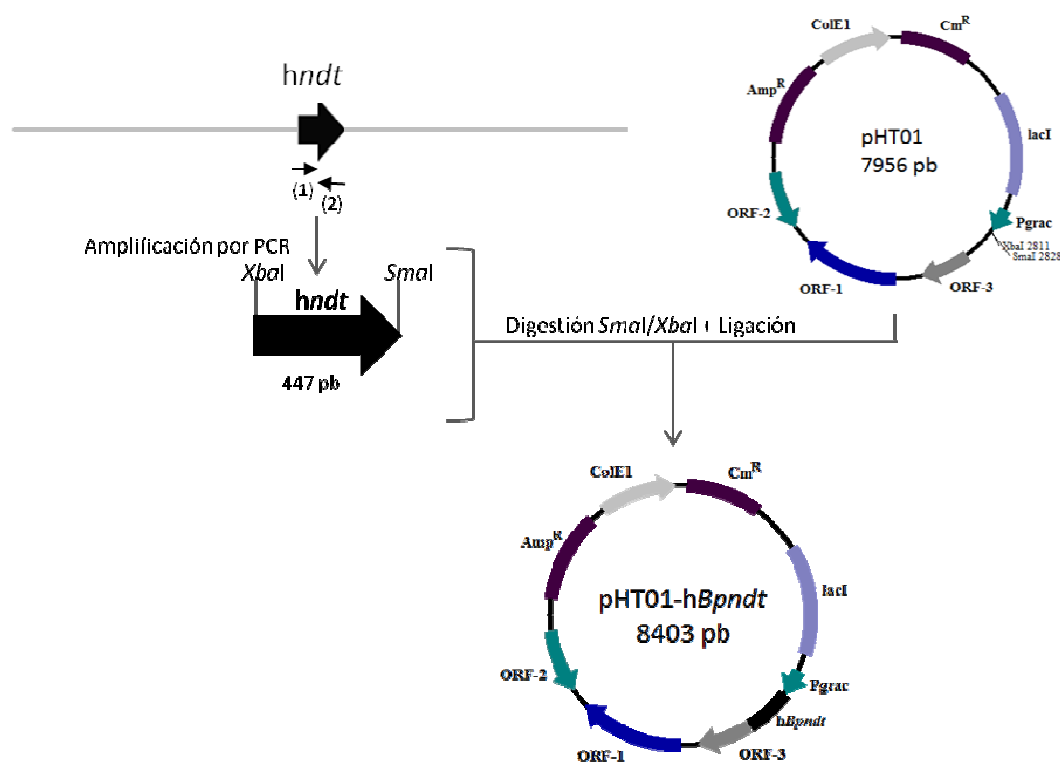 hndt
(1)
(2)
Amplificación por PCR
XbaI
SmaI
hndt
447 pb
ColE1
CmR
AmpR
lacI
pHT01
7956 pb
ORF-2
Pgrac
XbaI 2811
SmaI 2828
ORF-1
ORF-3
Digestión SmaI/XbaI + Ligación
ColE1
CmR
AmpR
lacI
pHT01-hBpndt
8403 pb
ORF-2
Pgrac
hBpndt
ORF-1
ORF-3